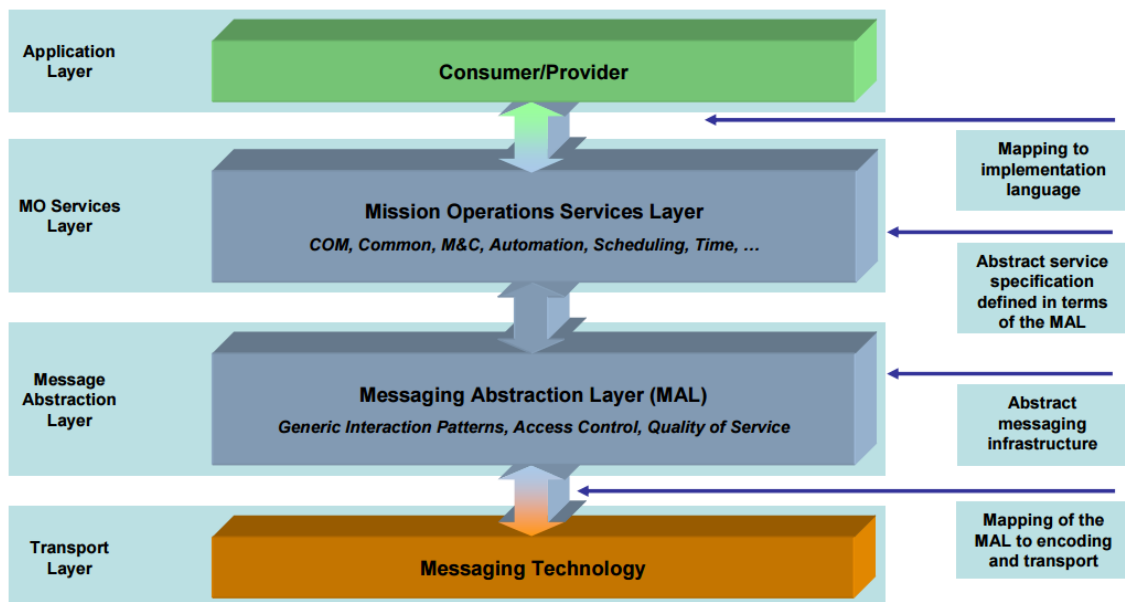 Application
Layer
Consumer/Provider
Mapping to
implementation
language
MO Services
Layer
Mission Operations Services Layer
COM, Common, M&C, Automation, Scheduling, Time, …
Abstract service
specification
defined in terms
of the MAL
Message
Abstraction
Layer
Messaging Abstraction Layer (MAL)
Generic Interaction Patterns, Access Control, Quality of Service
Abstract
messaging
infrastructure
Transport
Layer
Messaging Technology
Mapping of the
MAL to encoding
and transport